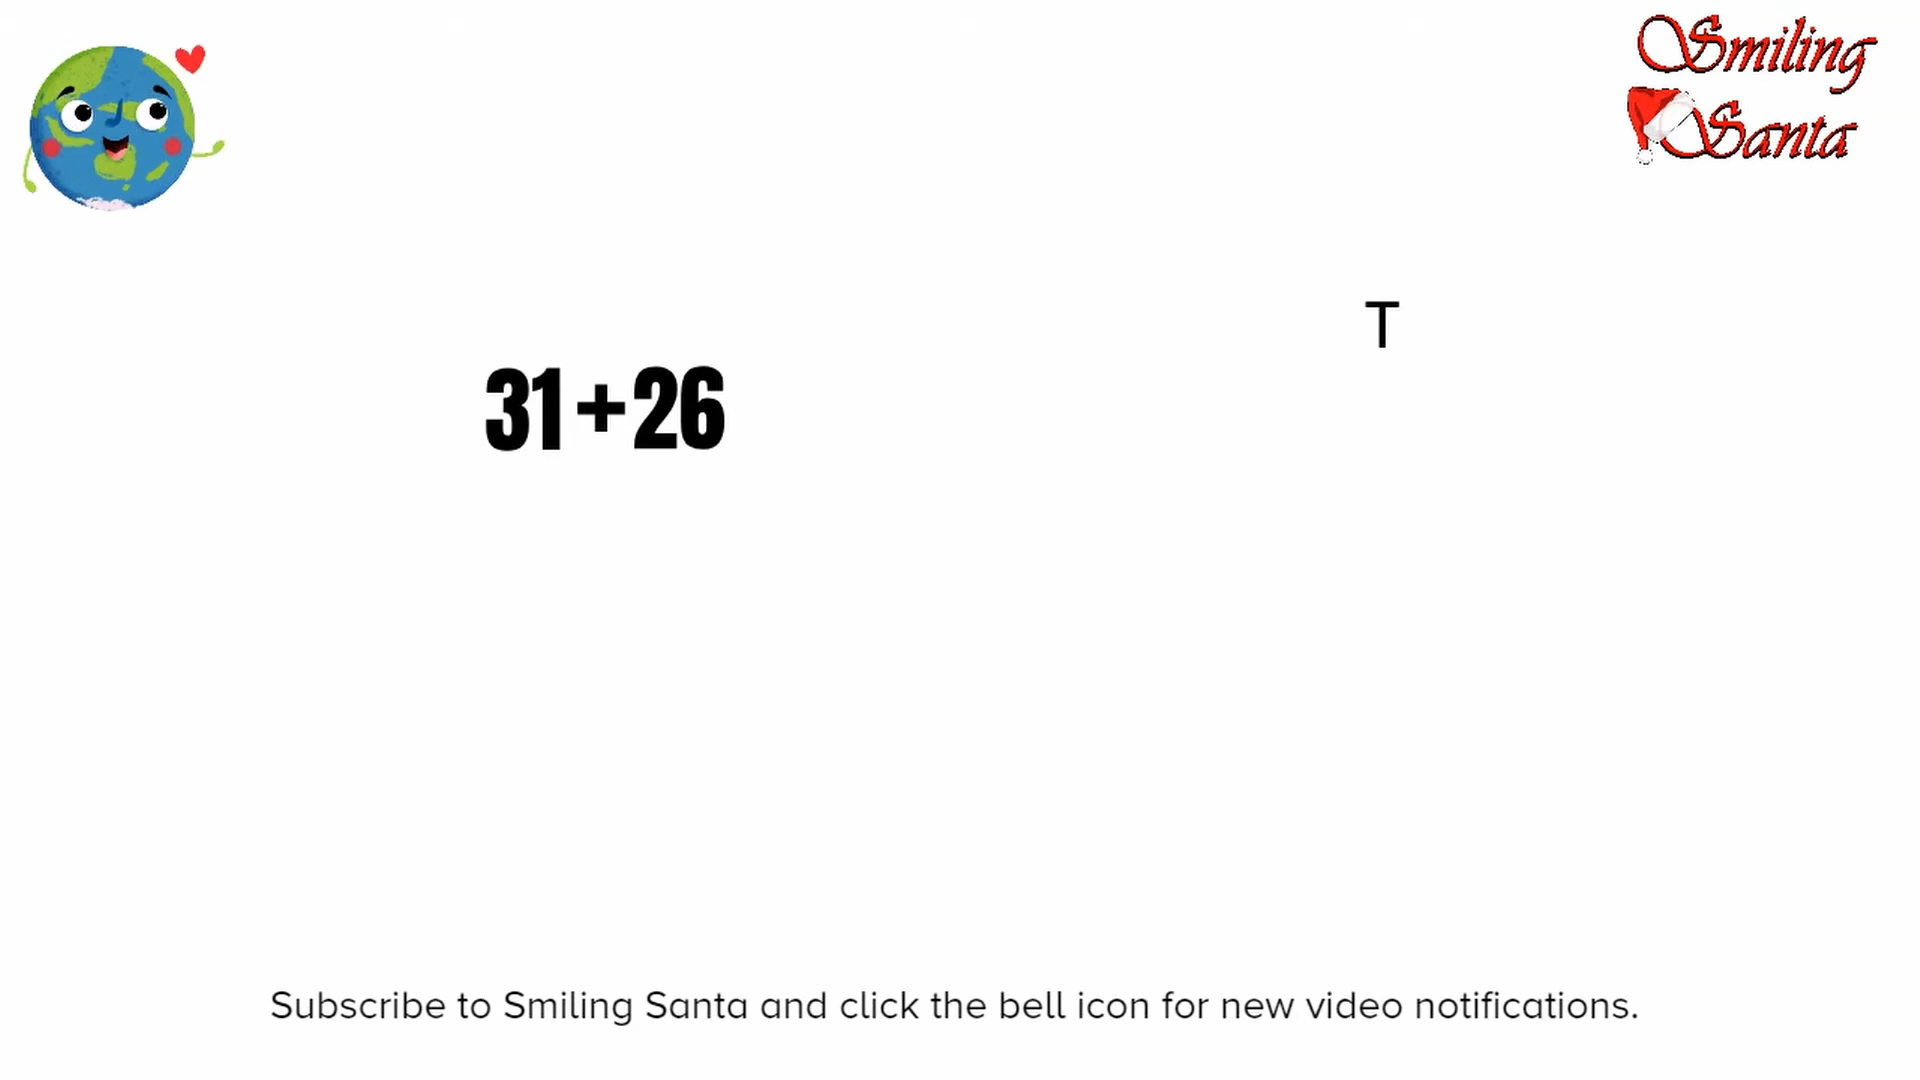 Smiling
Santa
T
31+26
Subscribe to Smiling Santa and click the bell icon for new video notifications.